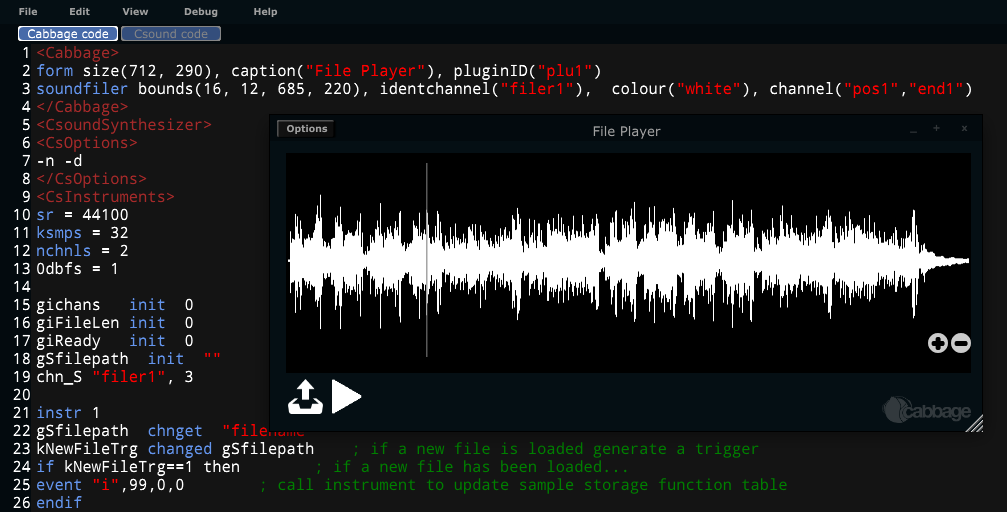 File Edit View Debug Help
Cabbage code Csound code
1 <Cabbage>
2 form size(712, 290), caption("File Player"), pluginID("plu1")
3 soundfiler bounds(16, 12, 685, 220), identchannel("filer1"),  colour("white"), channel("pos1","end1")
4 </Cabbage>
5 <CsoundSynthesizer>
6 <CsOptions>
7 -n -d
8 </CsOptions>
9 <CsInstruments>
10 sr = 44100
11 ksmps = 32
12 nchnls = 2
13 0dbfs = 1
14
15 gichans   init  0
16 giFileLen init  0
17 giReady   init  0
18 gSfilepath  init  ""
19 chn_S "filer1", 3
20
21 instr 1
22 gSfilepath  chnget  "filename"
23 kNewFileTrg changed gSfilepath    ; if a new file is loaded generate a trigger
24 if kNewFileTrg==1 then        ; if a new file has been loaded...
25 event "i",99,0,0        ; call instrument to update sample storage function table
26 endif
Options
File Player
cabbage